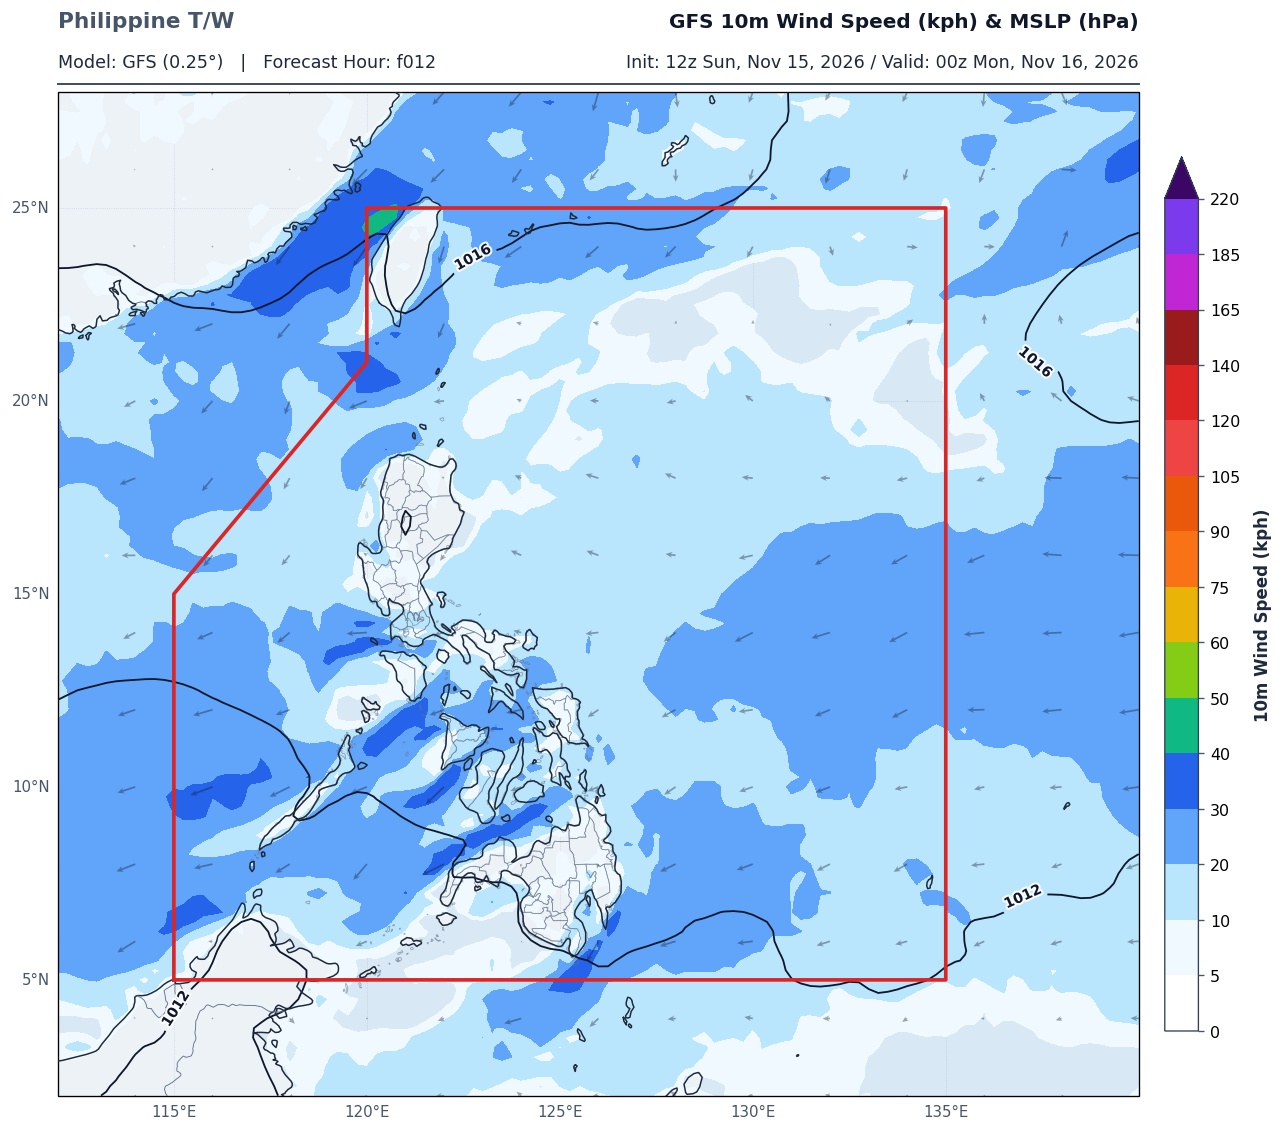 Philippine T/W
GFS 10m Wind Speed (kph) & MSLP (hPa)
Model: GFS (0.25°)   |   Forecast Hour: f012
Init: 12z Sun, Nov 15, 2026 / Valid: 00z Mon, Nov 16, 2026
25°N
20°N
15°N
10°N
5°N
115°E
120°E
125°E
130°E
135°E
1016
1016
1012
1012
220
185
165
140
120
105
90
75
60
50
40
30
20
10
5
0
10m Wind Speed (kph)